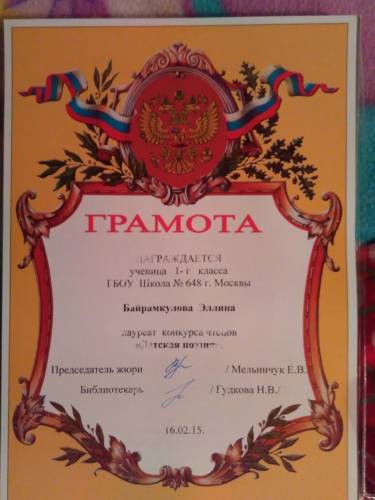 ГРАМОТА
НАГРАЖДАЕТСЯ
ученица 1- г класса
ГБОУ Школа № 648 г. Москвы
Байрамкулова Эллина
лауреат конкурса чтецов
«Детская поэзия»
Председатель жюри / Мельничук Е.В.
Библиотекарь / Гудкова Н.В./
16.02.15.